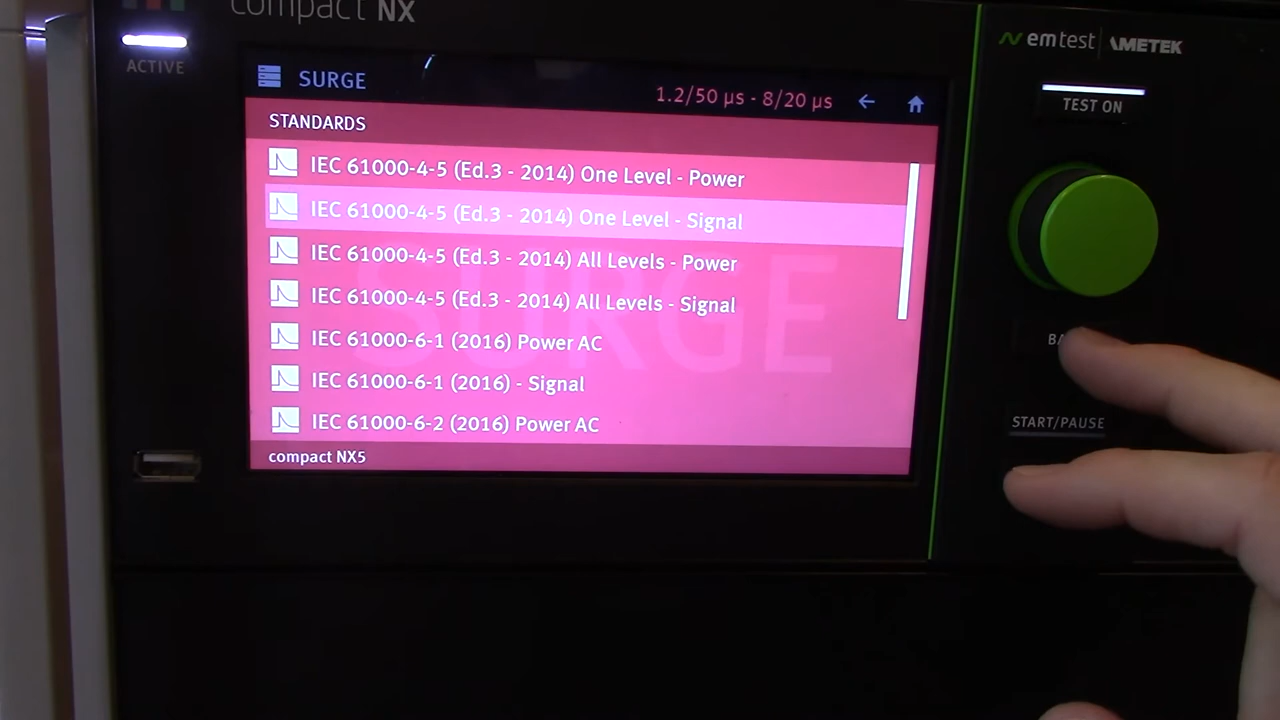 compact NX
emtest AMETEK
ACTIVE
SURGE
1.2/50 µs - 8/20 µs
TEST ON
STANDARDS
IEC 61000-4-5 (Ed.3 - 2014) One Level - Power
IEC 61000-4-5 (Ed.3 - 2014) One Level - Signal
IEC 61000-4-5 (Ed.3 - 2014) All Levels - Power
IEC 61000-4-5 (Ed.3 - 2014) All Levels - Signal
IEC 61000-6-1 (2016) Power AC
IEC 61000-6-1 (2016) - Signal
IEC 61000-6-2 (2016) Power AC
SURGE
START/PAUSE
compact NX5